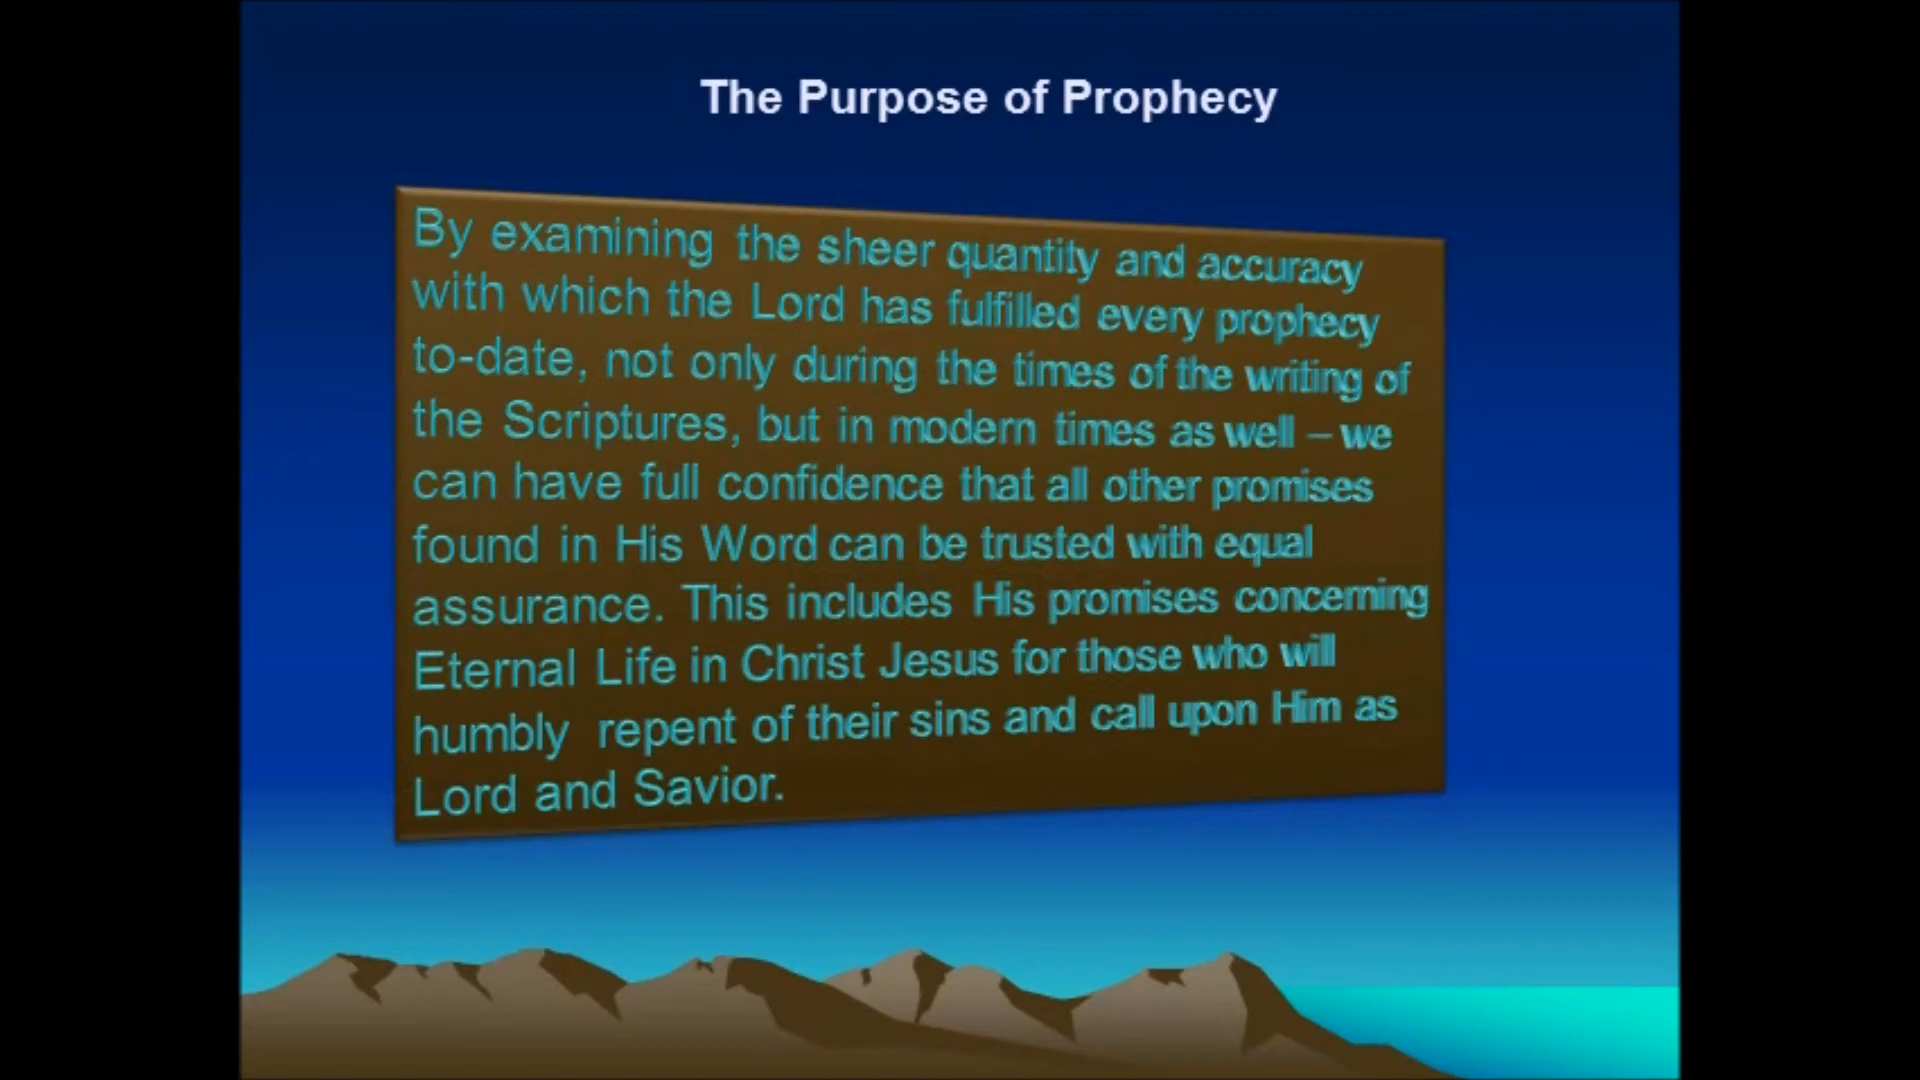 The Purpose of Prophecy
By examining the sheer quantity and accuracy
with which the Lord has fulfilled every prophecy
to-date, not only during the times of the writing of
the Scriptures, but in modern times as well – we
can have full confidence that all other promises
found in His Word can be trusted with equal
assurance. This includes His promises concerning
Eternal Life in Christ Jesus for those who will
humbly repent of their sins and call upon Him as
Lord and Savior.